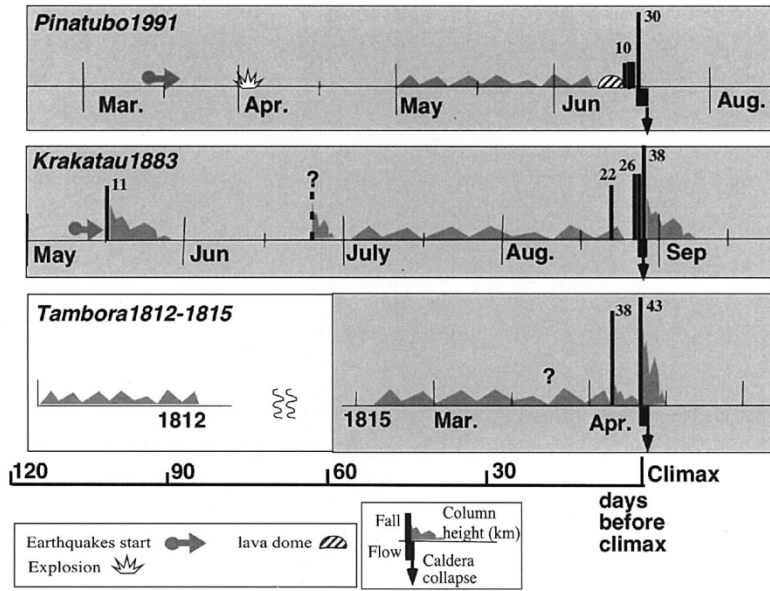 Pinatubo1991
30
10
Mar.
Apr.
May
Jun
Aug.
Krakatau1883
?
11
22
26
38
May
Jun
July
Aug.
Sep
Tambora1812-1815
38
43
?
1812
1815
Mar.
Apr.
120
90
60
30
Climax
days
before
climax
Earthquakes start
lava dome
Explosion
Fall
Column
height (km)
Flow
Caldera
collapse